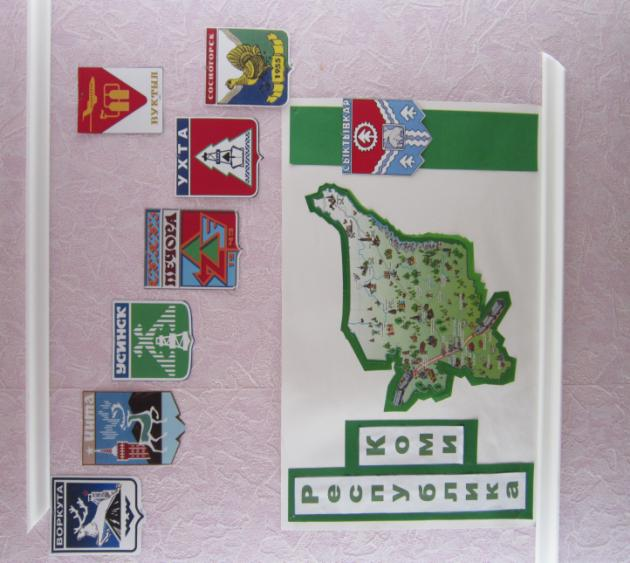 Республика
Коми
СЫКТЫВКАР
ВОРКУТА
Инта
УСИНСК
ПЕЧОРА
УХТА
СОСНОГОРСК
1955
ВУКТЫЛ